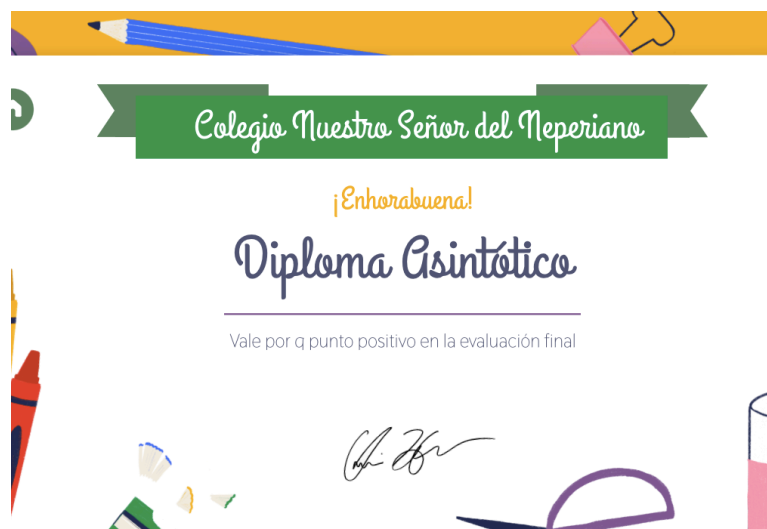 Colegio Nuestro Señor del Neperiano
¡Enhorabuena!
Diploma Asintótico
Vale por q punto positivo en la evaluación final